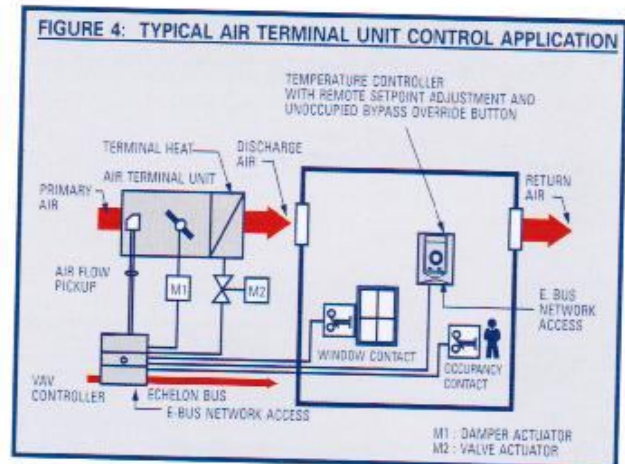 FIGURE 4: TYPICAL AIR TERMINAL UNIT CONTROL APPLICATION
TEMPERATURE CONTROLLER
WITH REMOTE SETPOINT ADJUSTMENT AND
UNOCCUPIED BYPASS OVERRIDE BUTTON
TERMINAL HEAT
DISCHARGE
AIR
AIR TERMINAL UNIT
PRIMARY
AIR
RETURN
AIR
AIR FLOW
PICKUP
M1
M2
E. BUS
NETWORK
ACCESS
WINDOW CONTACT
OCCUPANCY
CONTACT
VAV
CONTROLLER
ECHELON BUS
E-BUS NETWORK ACCESS
M1 : DAMPER ACTUATOR
M2 : VALVE ACTUATOR